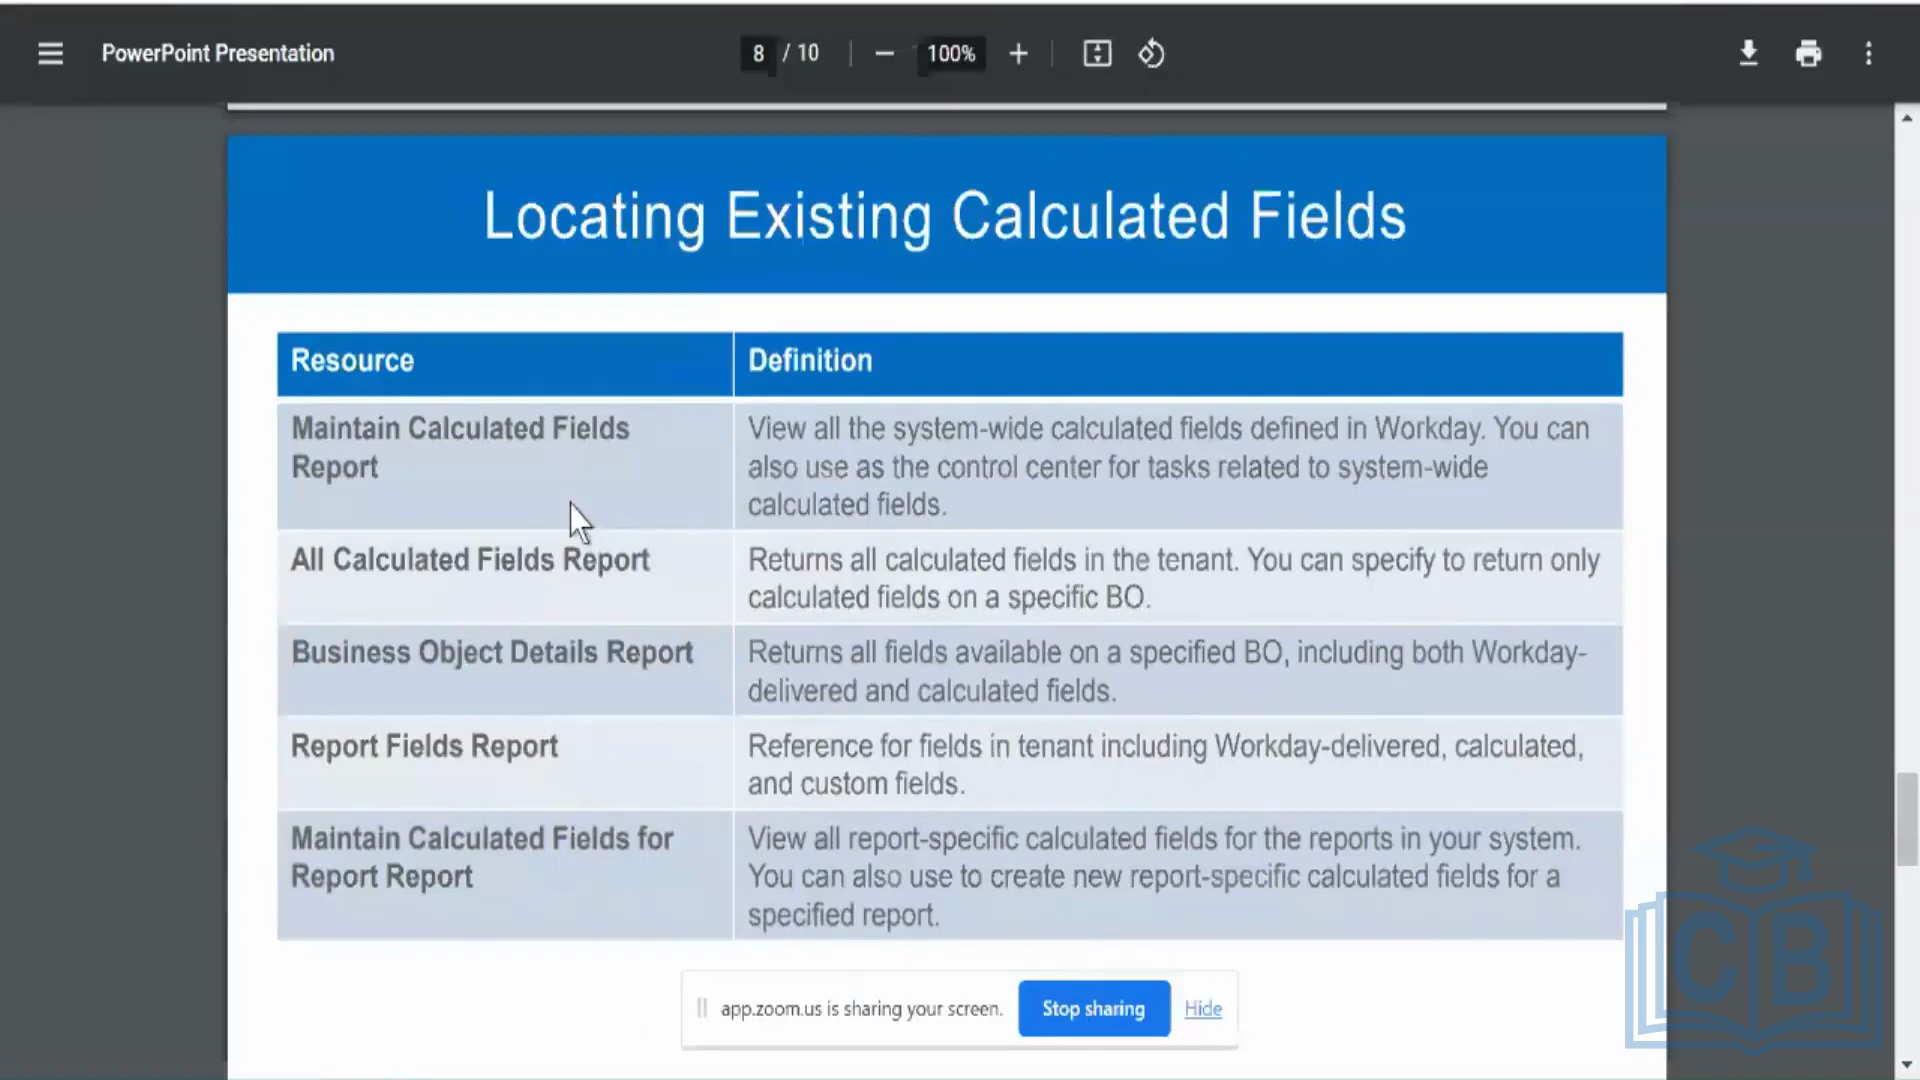 PowerPoint Presentation
8 / 10
100%
Locating Existing Calculated Fields
Resource
Definition
Maintain Calculated Fields
Report
View all the system-wide calculated fields defined in Workday. You can
also use as the control center for tasks related to system-wide
calculated fields.
All Calculated Fields Report
Returns all calculated fields in the tenant. You can specify to return only
calculated fields on a specific BO.
Business Object Details Report
Returns all fields available on a specified BO, including both Workday-
delivered and calculated fields.
Report Fields Report
Reference for fields in tenant including Workday-delivered, calculated,
and custom fields.
Maintain Calculated Fields for
Report Report
View all report-specific calculated fields for the reports in your system.
You can also use to create new report-specific calculated fields for a
specified report.
app.zoom.us is sharing your screen.
Stop sharing
Hide
CB